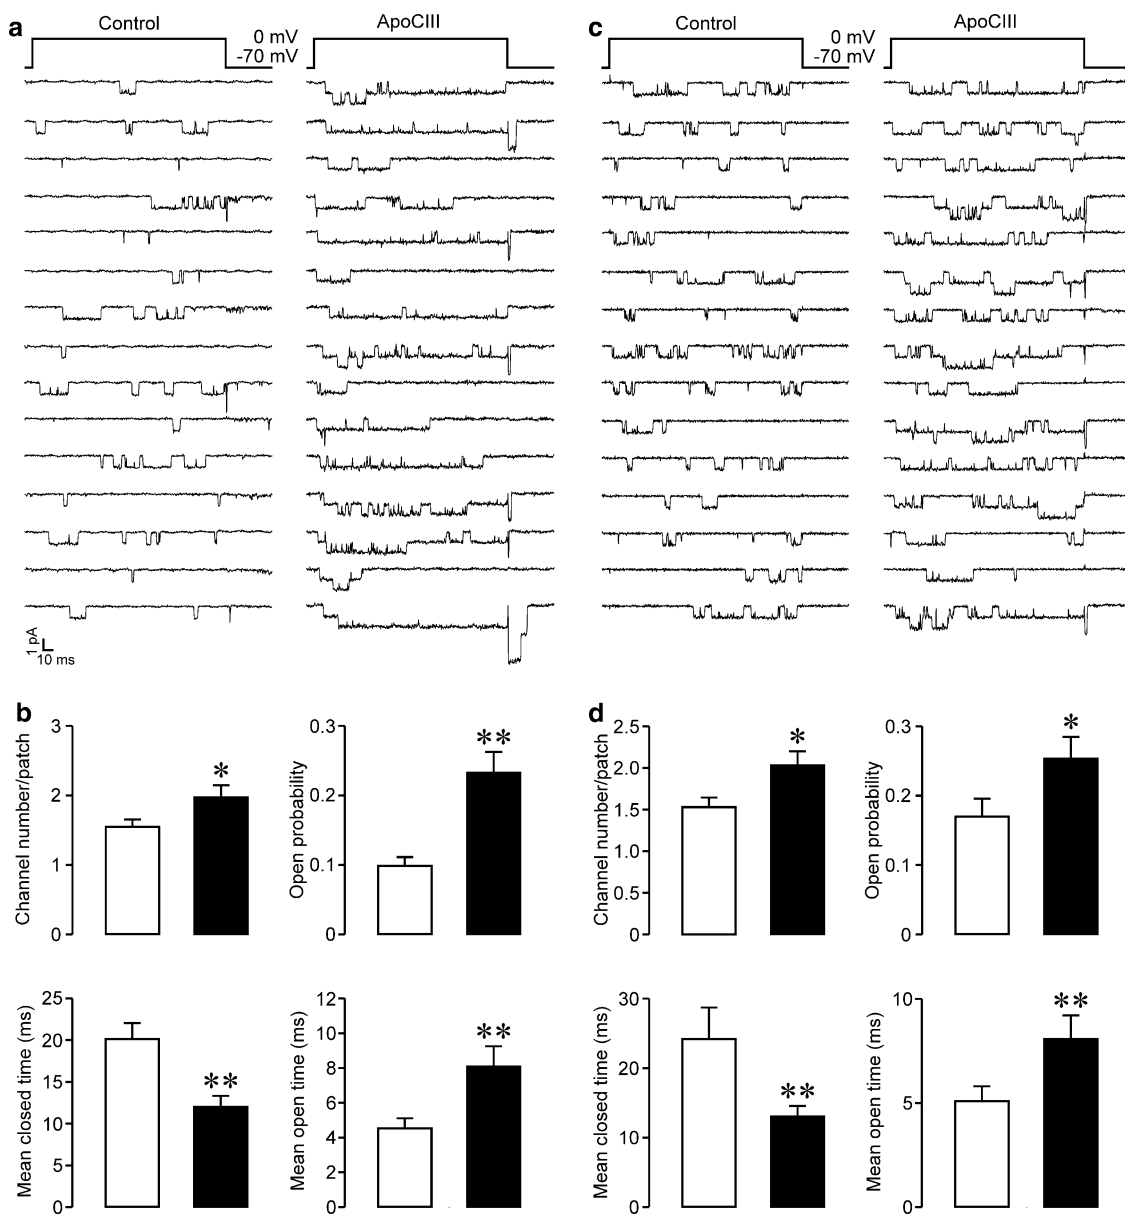 a
Control
ApoCIII
0 mV
-70 mV
c
Control
ApoCIII
0 mV
-70 mV
1 pA
10 ms
b
Channel number/patch
3
2
1
0
*
Open probability
0.3
0.2
0.1
0
**
d
Channel number/patch
2.5
2.0
1.5
1.0
0.5
0
*
Open probability
0.3
0.2
0.1
0
*
Mean closed time (ms)
25
20
15
10
5
0
**
Mean open time (ms)
12
10
8
6
4
2
0
**
Mean closed time (ms)
30
20
10
0
**
Mean open time (ms)
10
5
0
**